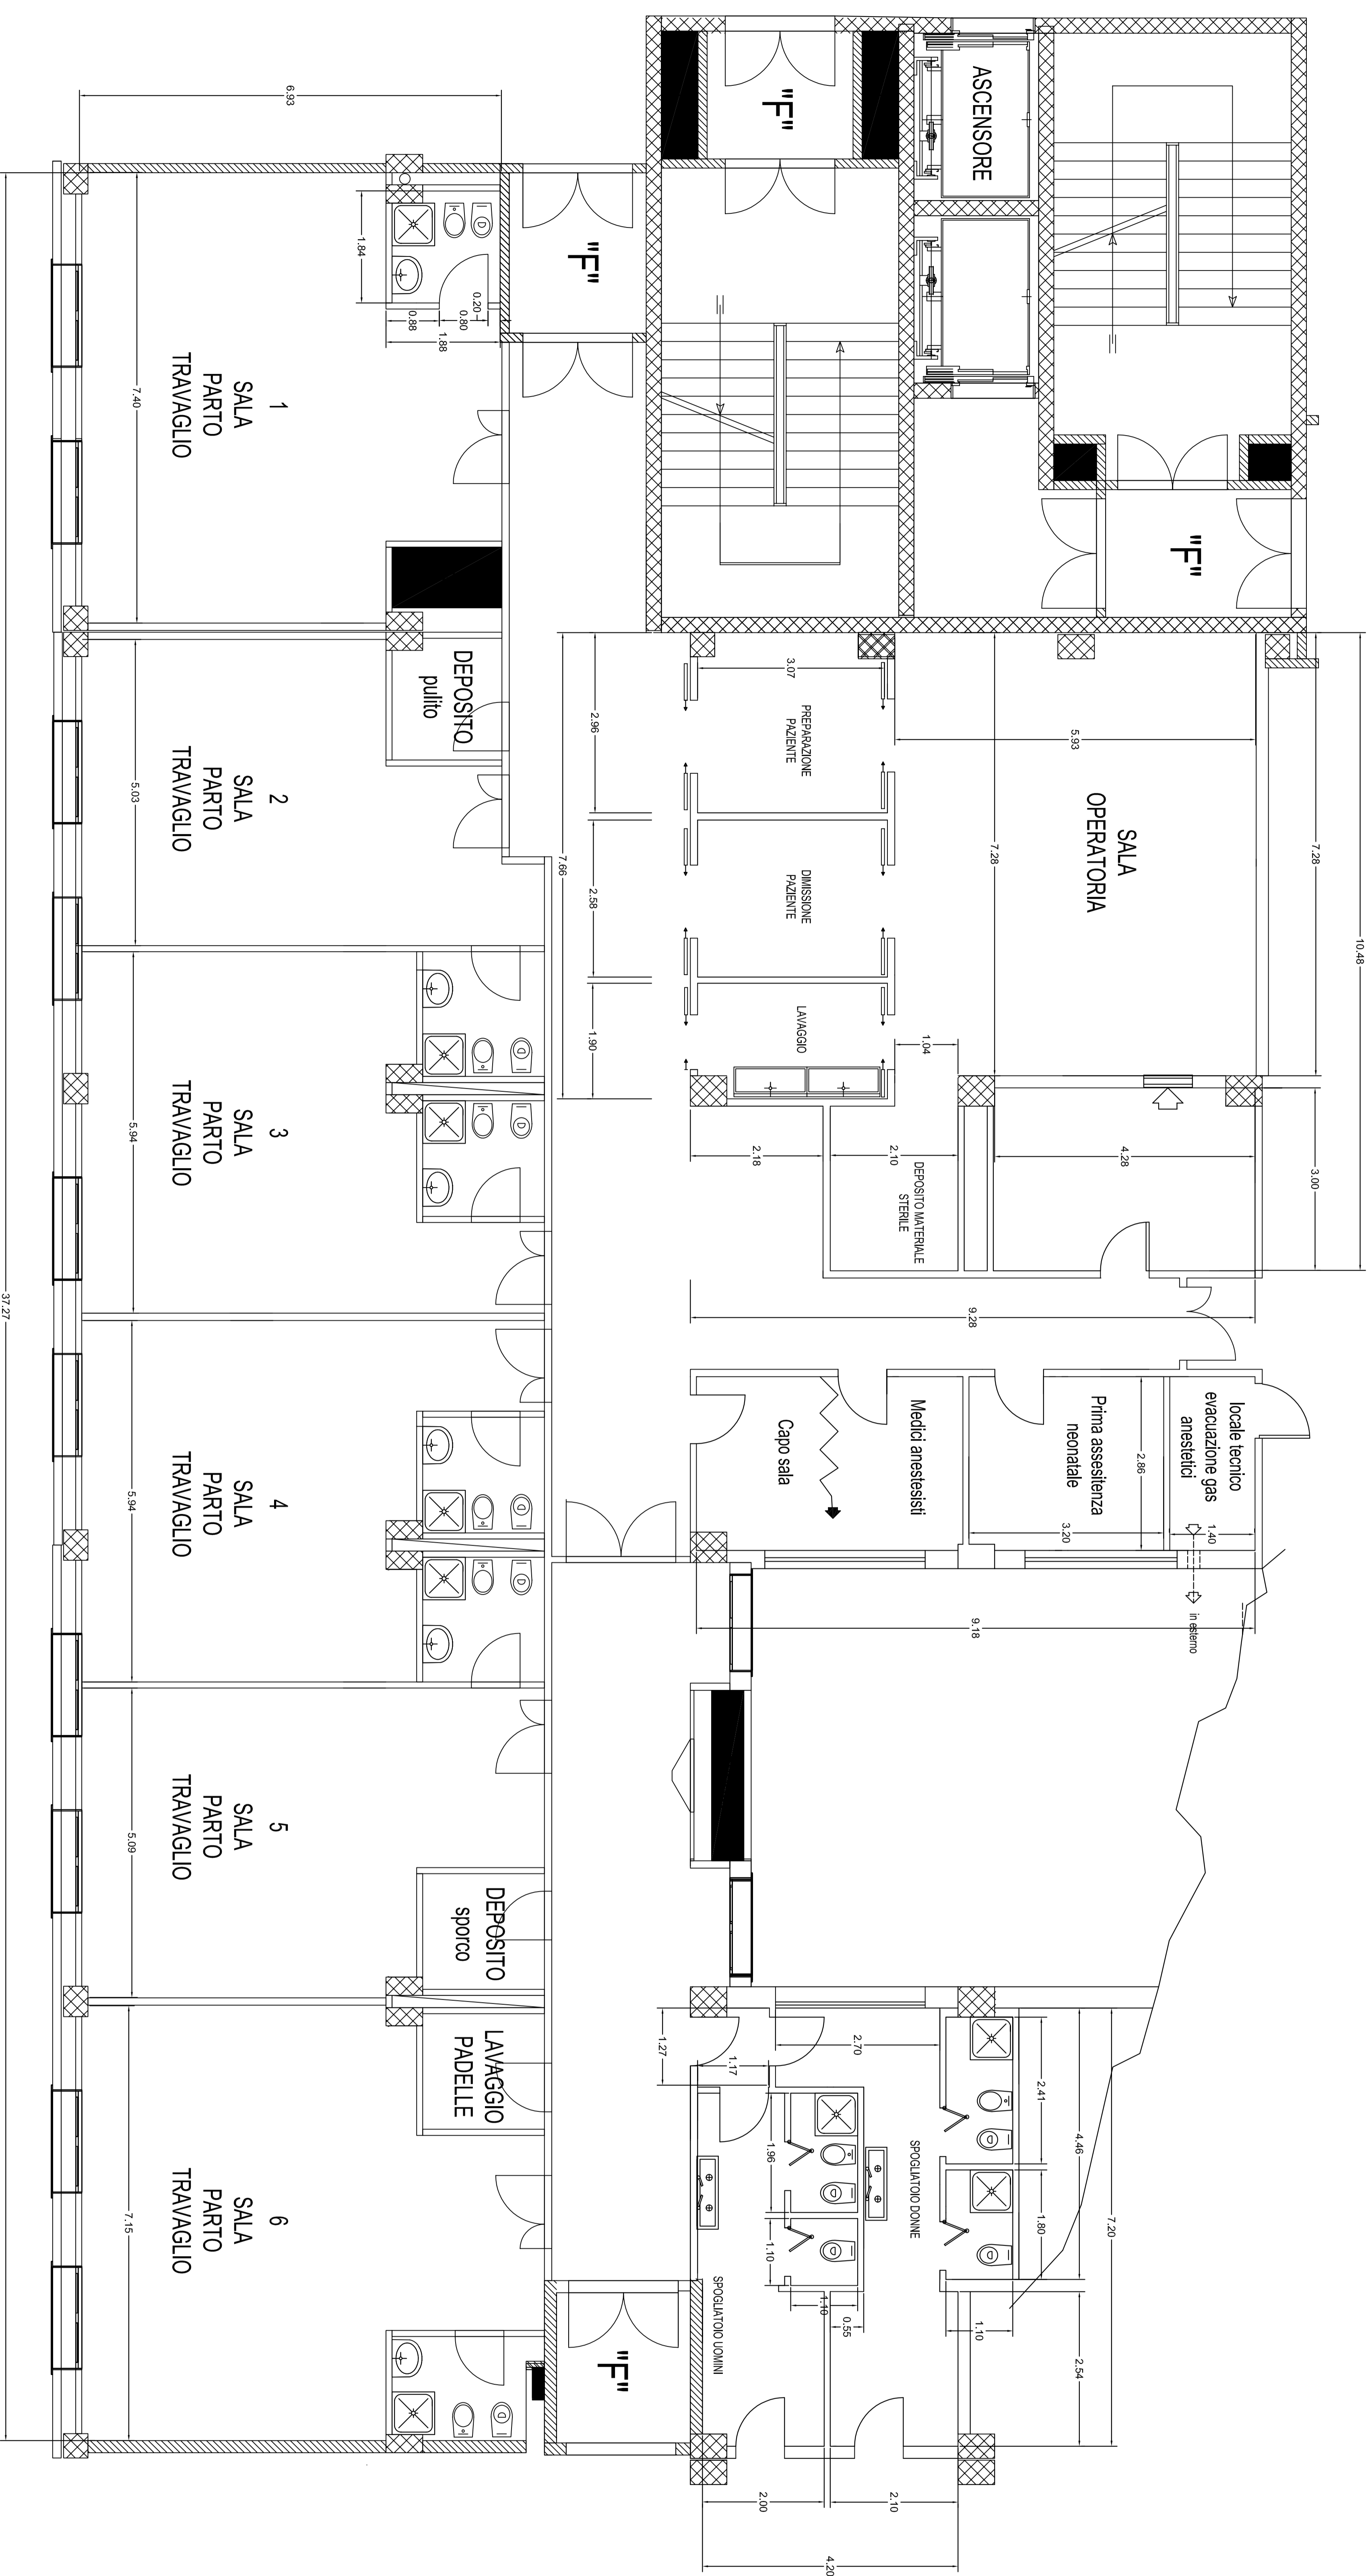 ASCENSORE
"F"
"F"
"F"
"F"
6.93
1.84
0.20
0.80
0.88
1.88
1
SALA
PARTO
TRAVAGLIO
7.40
DEPOSITO
pulito
2
SALA
PARTO
TRAVAGLIO
5.03
3
SALA
PARTO
TRAVAGLIO
5.94
4
SALA
PARTO
TRAVAGLIO
5.94
5
SALA
PARTO
TRAVAGLIO
5.09
DEPOSITO
sporco
LAVAGGIO
PADELLE
6
SALA
PARTO
TRAVAGLIO
7.15
37.27
SALA
OPERATORIA
5.93
7.28
7.28
10.48
3.00
4.28
3.07
PREPARAZIONE
PAZIENTE
2.96
DIMISSIONE
PAZIENTE
2.58
7.66
LAVAGGIO
1.90
1.04
2.18
2.10
DEPOSITO MATERIALE
STERILE
9.28
locale tecnico
evacuazione gas
anestetici
1.40
in esterno
Prima assesitenza
neonatale
2.86
3.20
Medici anestesisti
Capo sala
9.18
1.27
1.17
2.70
2.41
4.46
7.20
1.80
1.96
1.10
1.10
0.55
1.10
2.54
SPOGLIATOIO DONNE
SPOGLIATOIO UOMINI
2.00
2.10
4.20